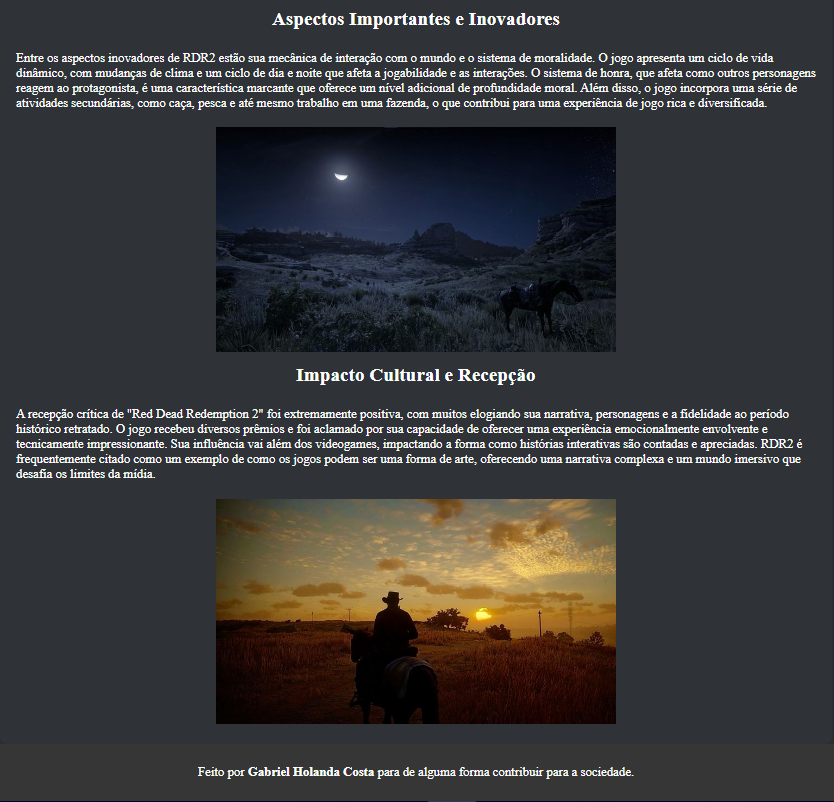 Aspectos Importantes e Inovadores
Entre os aspectos inovadores de RDR2 estão sua mecânica de interação com o mundo e o sistema de moralidade. O jogo apresenta um ciclo de vida
dinâmico, com mudanças de clima e um ciclo de dia e noite que afeta a jogabilidade e as interações. O sistema de honra, que afeta como outros personagens
reagem ao protagonista, é uma característica marcante que oferece um nível adicional de profundidade moral. Além disso, o jogo incorpora uma série de
atividades secundárias, como caça, pesca e até mesmo trabalho em uma fazenda, o que contribui para uma experiência de jogo rica e diversificada.
Impacto Cultural e Recepção
A recepção crítica de "Red Dead Redemption 2" foi extremamente positiva, com muitos elogiando sua narrativa, personagens e a fidelidade ao período
histórico retratado. O jogo recebeu diversos prêmios e foi aclamado por sua capacidade de oferecer uma experiência emocionalmente envolvente e
tecnicamente impressionante. Sua influência vai além dos videogames, impactando a forma como histórias interativas são contadas e apreciadas. RDR2 é
frequentemente citado como um exemplo de como os jogos podem ser uma forma de arte, oferecendo uma narrativa complexa e um mundo imersivo que
desafia os limites da mídia.
Feito por Gabriel Holanda Costa para de alguma forma contribuir para a sociedade.